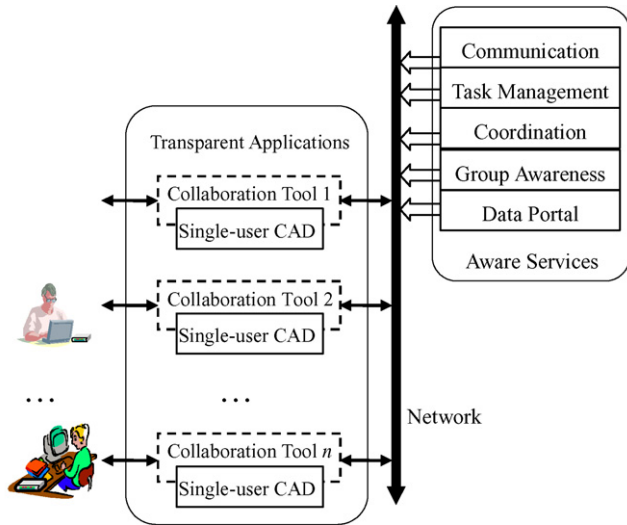 Communication
Task Management
Coordination
Group Awareness
Data Portal
Aware Services
Transparent Applications
Collaboration Tool 1
Single-user CAD
Collaboration Tool 2
Single-user CAD
... ...
Network
Collaboration Tool n
Single-user CAD